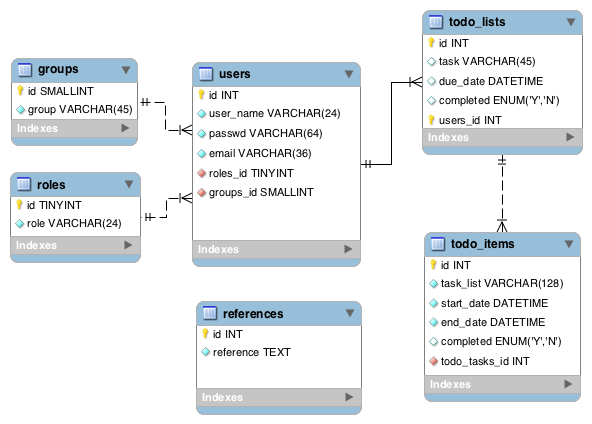 groups
id SMALLINT
group VARCHAR(45)
Indexes
roles
id TINYINT
role VARCHAR(24)
Indexes
users
id INT
user_name VARCHAR(24)
passwd VARCHAR(64)
email VARCHAR(36)
roles_id TINYINT
groups_id SMALLINT
Indexes
references
id INT
reference TEXT
Indexes
todo_lists
id INT
task VARCHAR(45)
due_date DATETIME
completed ENUM('Y','N')
users_id INT
Indexes
todo_items
id INT
task_list VARCHAR(128)
start_date DATETIME
end_date DATETIME
completed ENUM('Y','N')
todo_tasks_id INT
Indexes